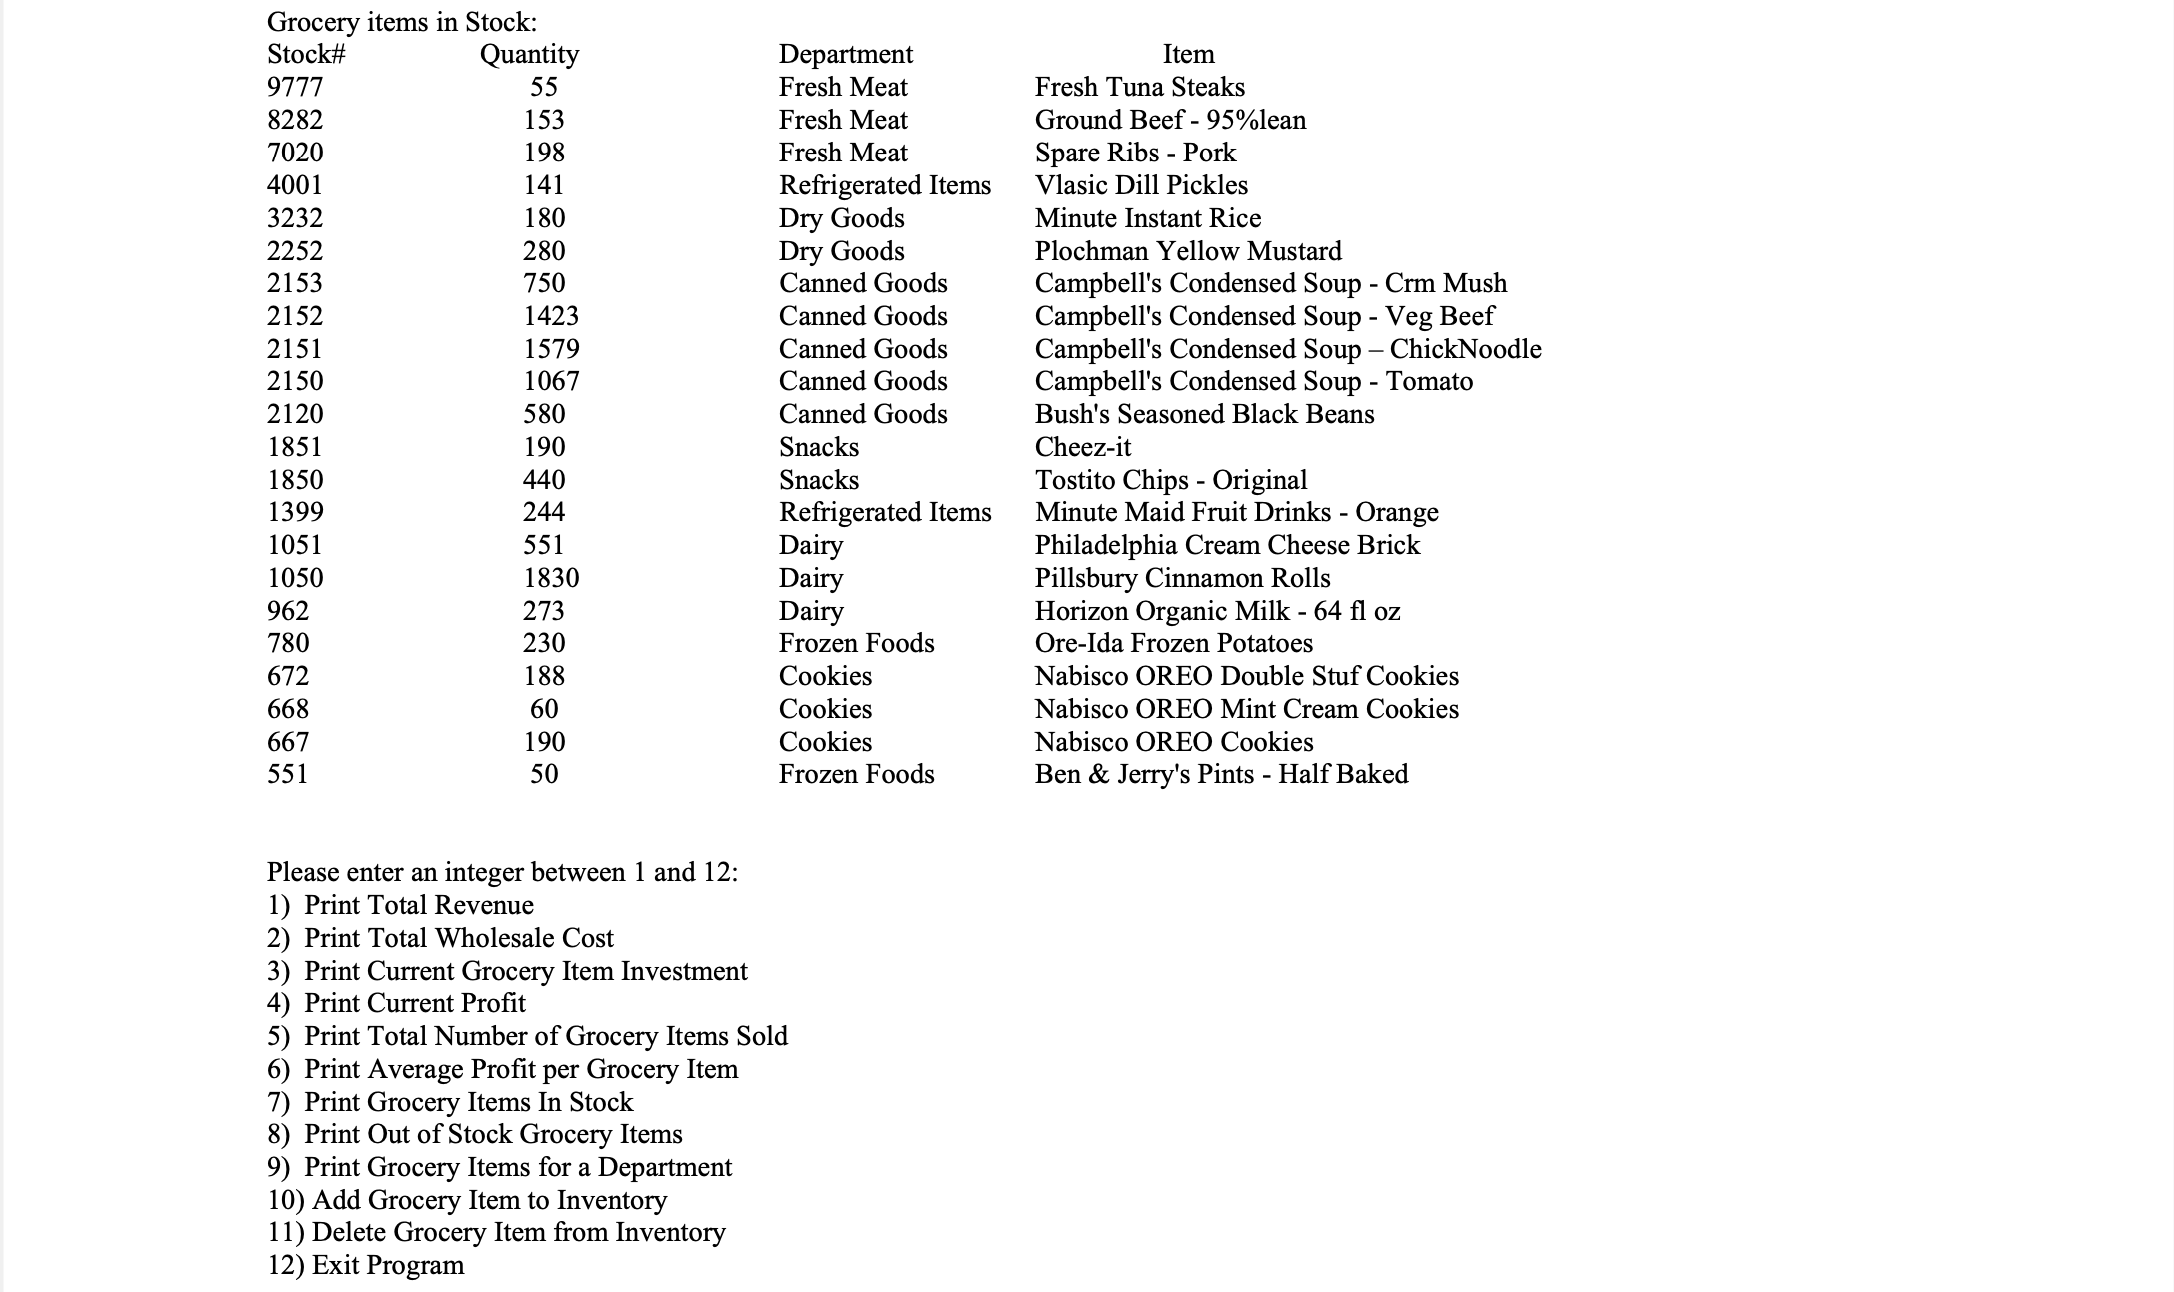 Grocery items in Stock:
Stock# Quantity Department Item
9777 55 Fresh Meat Fresh Tuna Steaks
8282 153 Fresh Meat Ground Beef - 95%lean
7020 198 Fresh Meat Spare Ribs - Pork
4001 141 Refrigerated Items Vlasic Dill Pickles
3232 180 Dry Goods Minute Instant Rice
2252 280 Dry Goods Plochman Yellow Mustard
2153 750 Canned Goods Campbell's Condensed Soup - Crm Mush
2152 1423 Canned Goods Campbell's Condensed Soup - Veg Beef
2151 1579 Canned Goods Campbell's Condensed Soup – ChickNoodle
2150 1067 Canned Goods Campbell's Condensed Soup - Tomato
2120 580 Canned Goods Bush's Seasoned Black Beans
1851 190 Snacks Cheez-it
1850 440 Snacks Tostito Chips - Original
1399 244 Refrigerated Items Minute Maid Fruit Drinks - Orange
1051 551 Dairy Philadelphia Cream Cheese Brick
1050 1830 Dairy Pillsbury Cinnamon Rolls
962 273 Dairy Horizon Organic Milk - 64 fl oz
780 230 Frozen Foods Ore-Ida Frozen Potatoes
672 188 Cookies Nabisco OREO Double Stuf Cookies
668 60 Cookies Nabisco OREO Mint Cream Cookies
667 190 Cookies Nabisco OREO Cookies
551 50 Frozen Foods Ben & Jerry's Pints - Half Baked
Please enter an integer between 1 and 12:
1) Print Total Revenue
2) Print Total Wholesale Cost
3) Print Current Grocery Item Investment
4) Print Current Profit
5) Print Total Number of Grocery Items Sold
6) Print Average Profit per Grocery Item
7) Print Grocery Items In Stock
8) Print Out of Stock Grocery Items
9) Print Grocery Items for a Department
10) Add Grocery Item to Inventory
11) Delete Grocery Item from Inventory
12) Exit Program